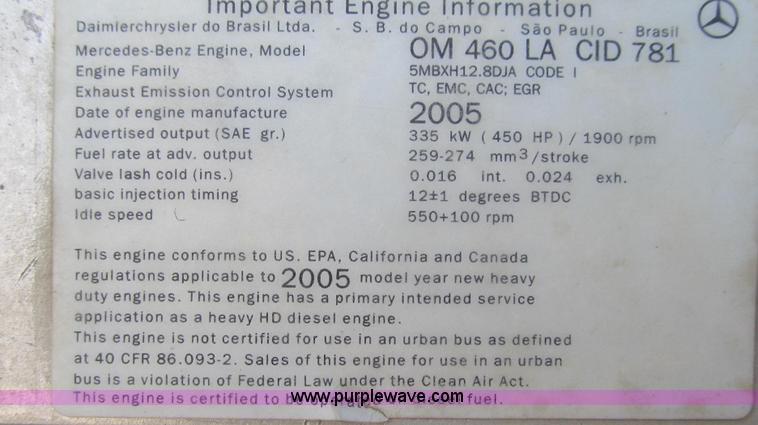 Important Engine Information
Daimlerchrysler do Brasil Ltda. - S. B. do Campo - São Paulo - Brasil
Mercedes-Benz Engine, Model OM 460 LA CID 781
Engine Family 5MBXH12.8DJA CODE I
Exhaust Emission Control System TC, EMC, CAC; EGR
Date of engine manufacture 2005
Advertised output (SAE gr.) 335 kW ( 450 HP ) / 1900 rpm
Fuel rate at adv. output 259-274 mm3/stroke
Valve lash cold (ins.) 0.016 int. 0.024 exh.
basic injection timing 12±1 degrees BTDC
Idle speed 550+100 rpm
This engine conforms to US. EPA, California and Canada
regulations applicable to 2005 model year new heavy
duty engines. This engine has a primary intended service
application as a heavy HD diesel engine.
This engine is not certified for use in an urban bus as defined
at 40 CFR 86.093-2. Sales of this engine for use in an urban
bus is a violation of Federal Law under the Clean Air Act.
This engine is certified to be fuel.
www.purplewave.com